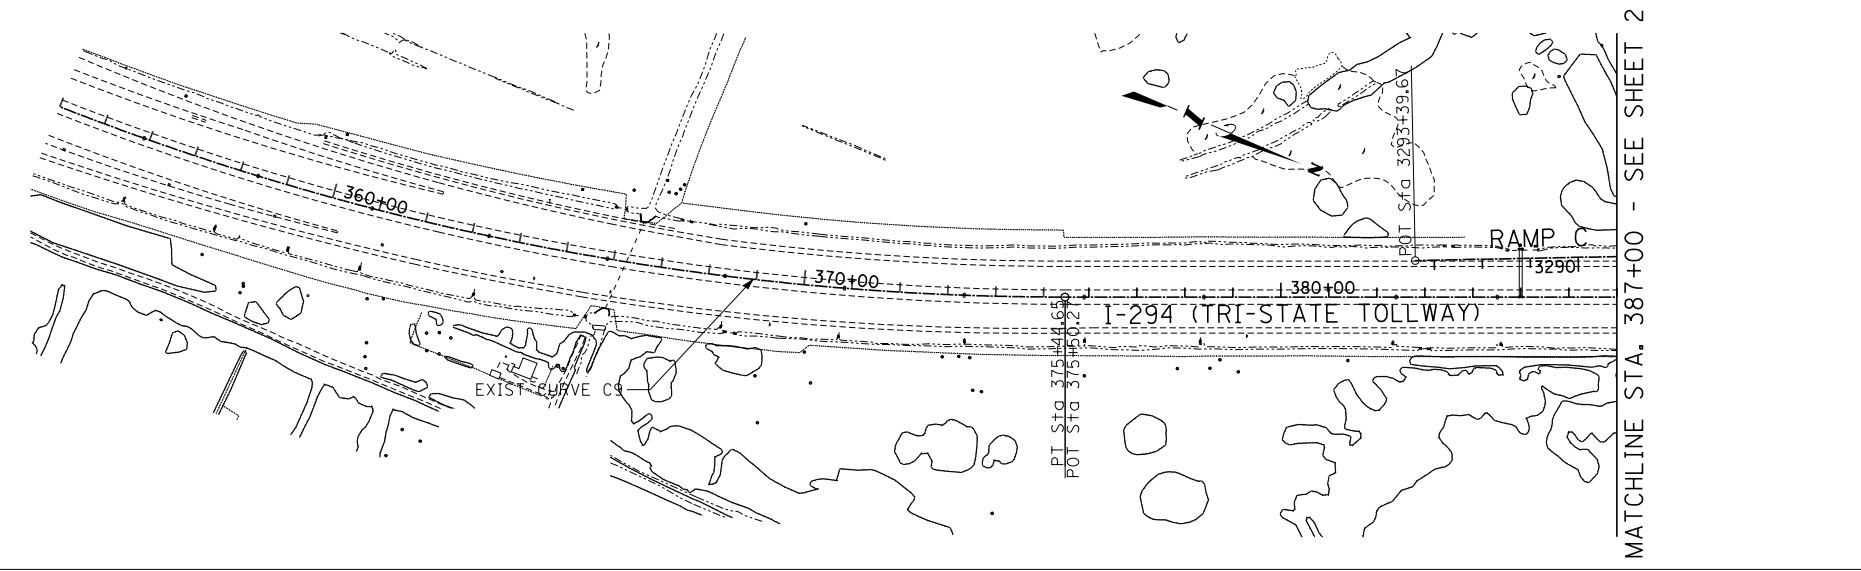 POT Sta 3293+39.67
N
360+00
370+00
380+00
RAMP C
3290
I-294 (TRI-STATE TOLLWAY)
PT Sta 375+44.65
POT Sta 375+50.27
EXIST CURVE C9
MATCHLINE STA. 387+00 - SEE SHEET 2